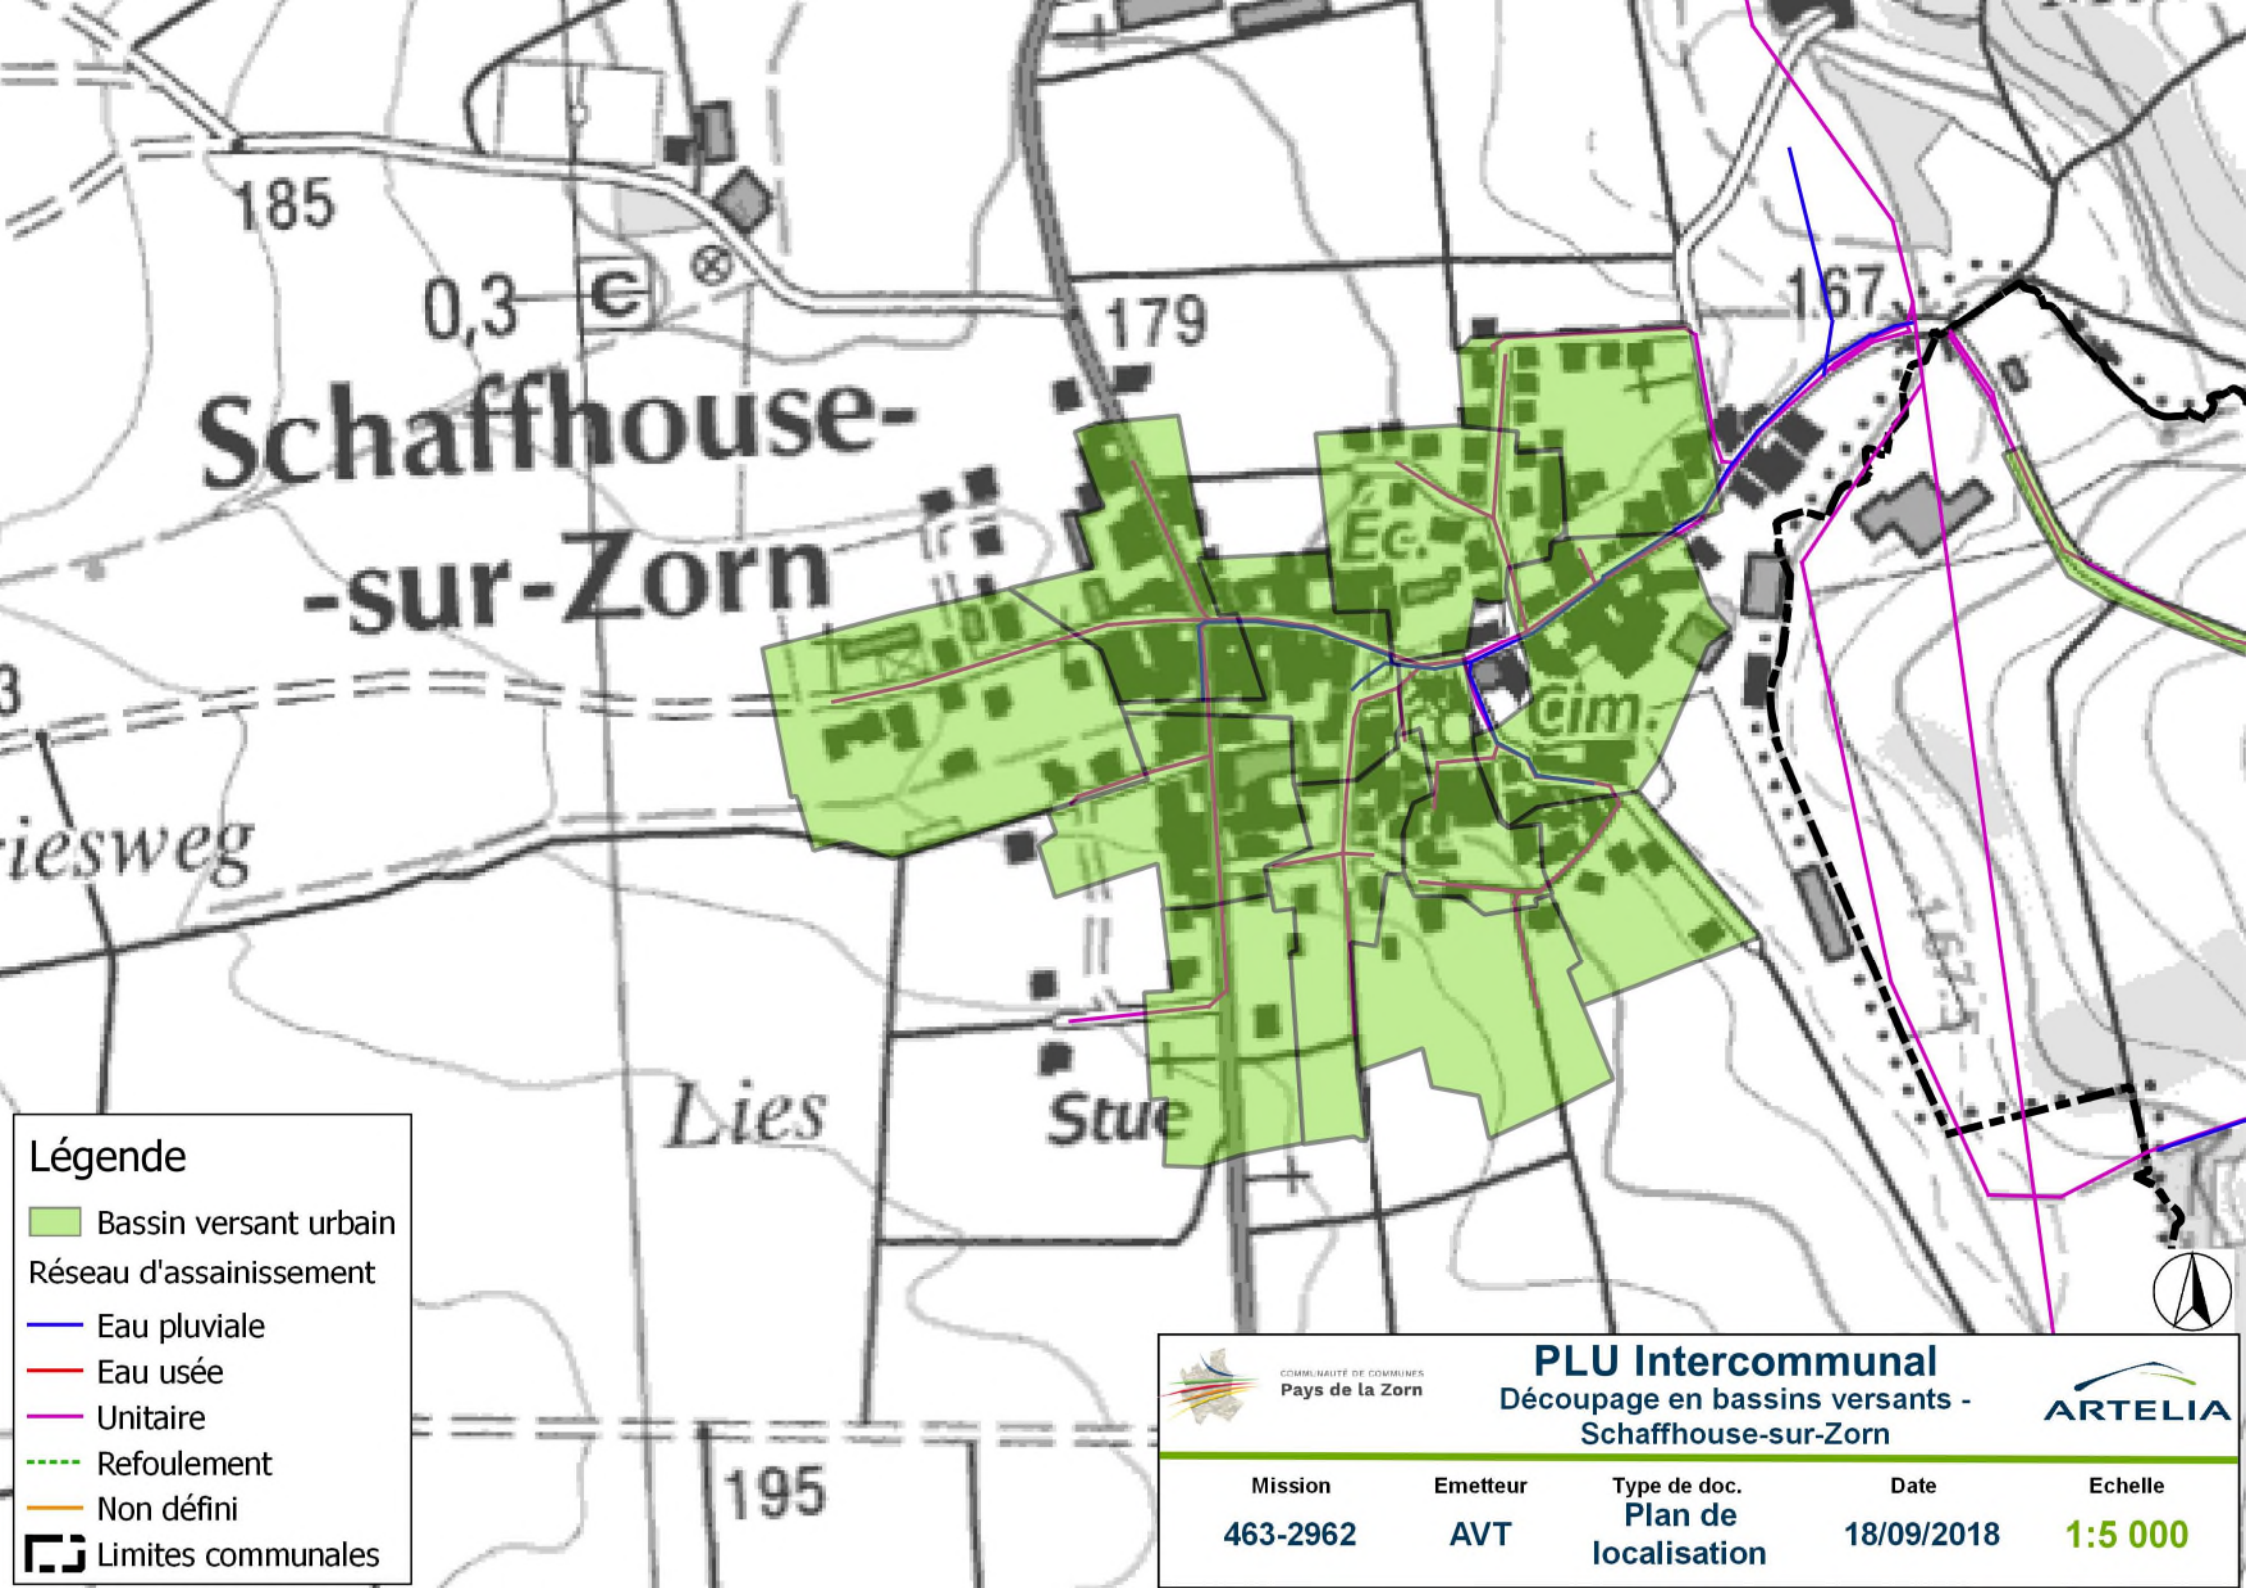 185
0,3
C
179
167
Schaffhouse-
-sur-Zorn
Éc.
Cim.
3
riesweg
Lies
Stue
195
Légende
Bassin versant urbain
Réseau d'assainissement
Eau pluviale
Eau usée
Unitaire
Refoulement
Non défini
Limites communales
COMMUNAUTÉ DE COMMUNES
Pays de la Zorn
PLU Intercommunal
Découpage en bassins versants -
Schaffhouse-sur-Zorn
ARTELIA
Mission
463-2962
Emetteur
AVT
Type de doc.
Plan de
localisation
Date
18/09/2018
Echelle
1:5 000